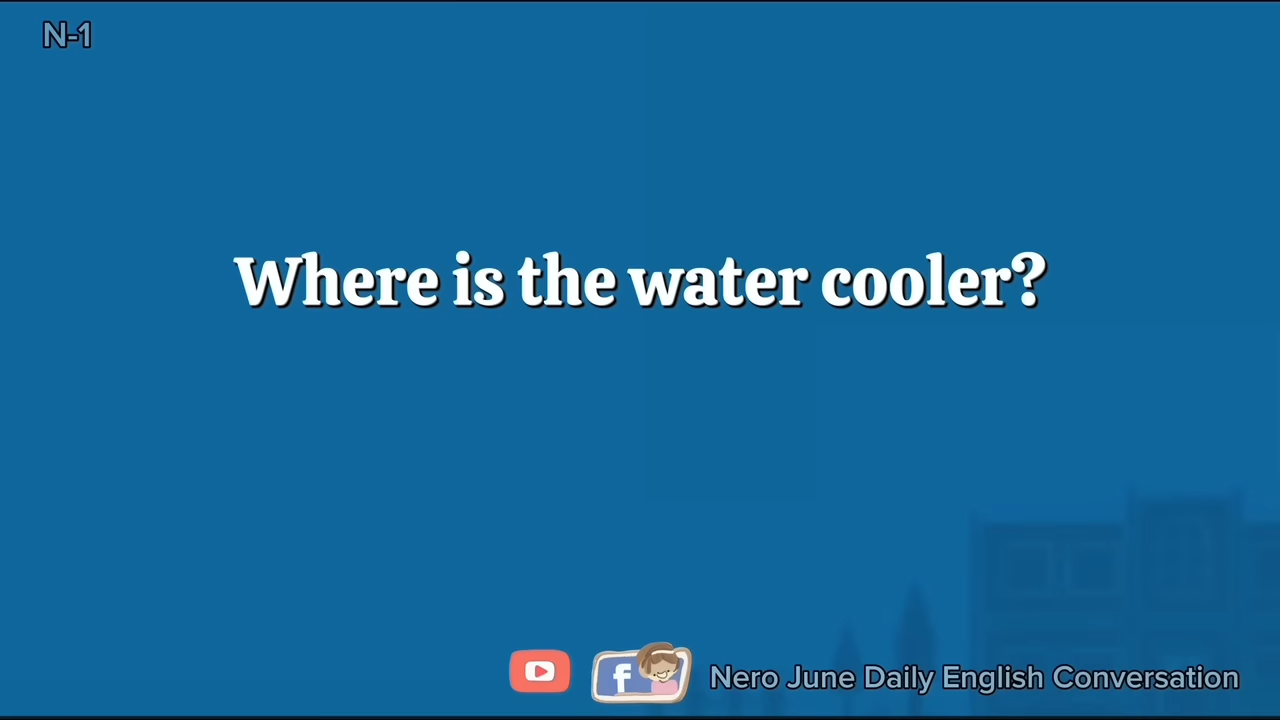 N-1
Where is the water cooler?
f
Nero June Daily English Conversation